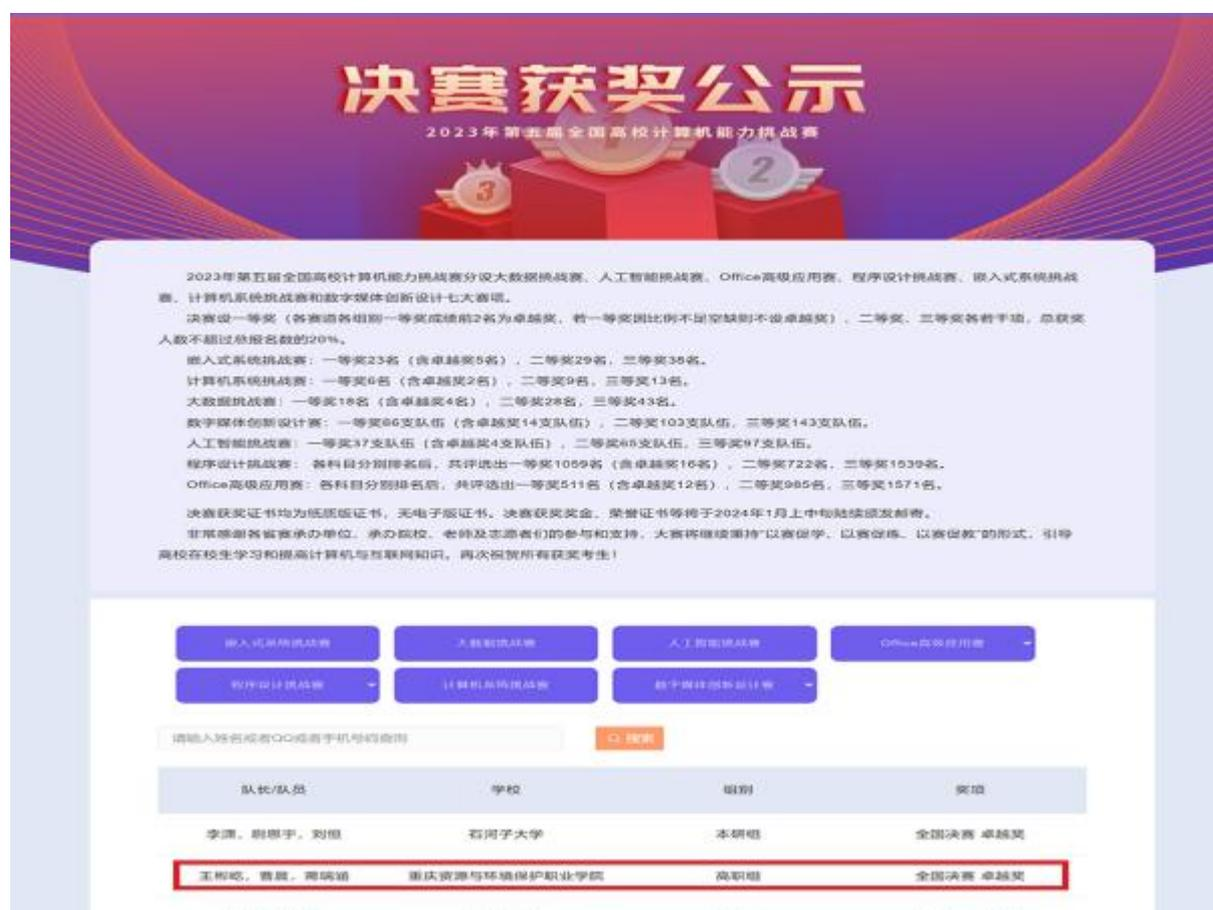 决赛获奖公示
2023年第五届全国高校计算机能力挑战赛
1
2
3
2023年第五届全国高校计算机能力挑战赛分设大数据挑战赛、人工智能挑战赛、Office高级应用赛、程序设计挑战赛、嵌入式系统挑战
赛、计算机系统挑战赛和数字媒体创新设计七大赛项。
决赛设一等奖（各赛道各组别一等奖成绩前2名为卓越奖，若一等奖因比例不足空缺则不设卓越奖）、二等奖、三等奖各若干项，总获奖
人数不超过总报名数的20%。
嵌入式系统挑战赛：一等奖23名（含卓越奖5名），二等奖29名，三等奖38名。
计算机系统挑战赛：一等奖6名（含卓越奖2名），二等奖9名，三等奖13名。
大数据挑战赛：一等奖18名（含卓越奖4名），二等奖28名，三等奖43名。
数字媒体创新设计赛：一等奖66支队伍（含卓越奖14支队伍），二等奖103支队伍，三等奖143支队伍。
人工智能挑战赛：一等奖37支队伍（含卓越奖4支队伍），二等奖65支队伍，三等奖97支队伍。
程序设计挑战赛： 各科目分别排名后，共评选出一等奖1059名（含卓越奖16名），二等奖722名，三等奖1539名。
Office高级应用赛：各科目分别排名后，共评选出一等奖511名（含卓越奖12名），二等奖985名，三等奖1571名。
决赛获奖证书均为纸质版证书，无电子版证书。决赛获奖奖金、荣誉证书等将于2024年1月上中旬陆续颁发邮寄。
非常感谢各省赛承办单位、承办院校、老师及志愿者们的参与和支持，大赛将继续秉持“以赛促学、以赛促练、以赛促教”的形式，引导
高校在校生学习和提高计算机与互联网知识。再次祝贺所有获奖考生！
嵌入式系统挑战赛 大数据挑战赛 人工智能挑战赛 Office高级应用赛
程序设计挑战赛 计算机系统挑战赛 数字媒体创新设计赛
请输入姓名或者QQ或者手机号码查询 搜索
队长/队员 学校 组别 奖项
刘恒 石河子大学 本研组 全国决赛 卓越奖
重庆资源与环境保护职业学院 高职组 全国决赛 卓越奖